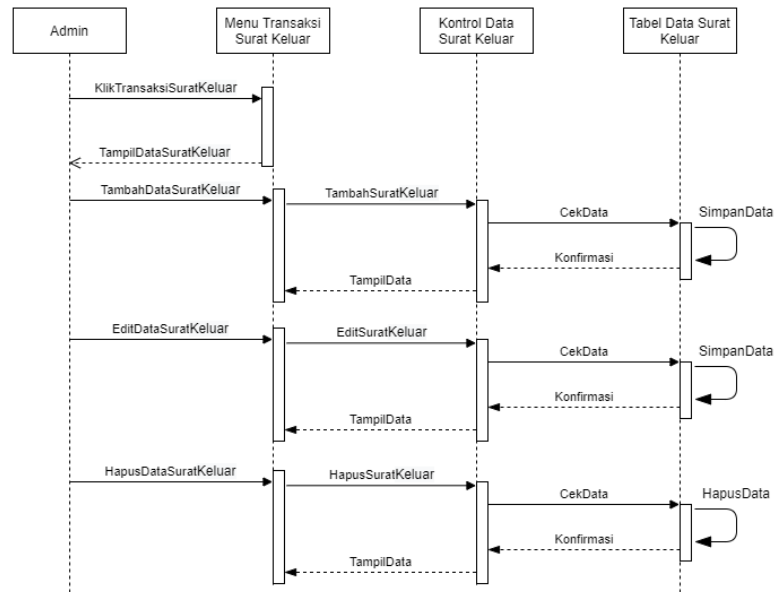 Admin
Menu Transaksi
Surat Keluar
Kontrol Data
Surat Keluar
Tabel Data Surat
Keluar
KlikTransaksiSuratKeluar
TampilDataSuratKeluar
TambahDataSuratKeluar
TambahSuratKeluar
CekData
SimpanData
Konfirmasi
TampilData
EditDataSuratKeluar
EditSuratKeluar
CekData
SimpanData
Konfirmasi
TampilData
HapusDataSuratKeluar
HapusSuratKeluar
CekData
HapusData
Konfirmasi
TampilData